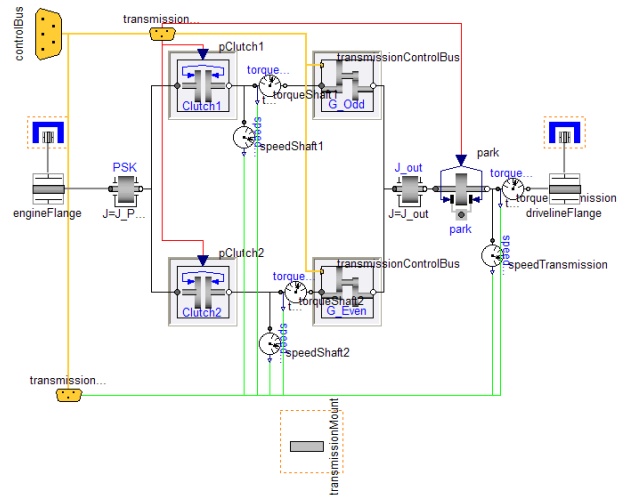 controlBus
transmission...
pClutch1
Clutch1
torque...
torqueShaft1
t...
speed...
speedShaft1
transmissionControlBus
G_Odd
engineFlange
PSK
J=J_P...
J_out
J=J_out
park
park
torque...
t...
drivelineFlange
speed...
speedTransmission
pClutch2
Clutch2
torque...
torqueShaft2
t...
speed...
speedShaft2
transmissionControlBus
G_Even
transmission...
transmissionMount